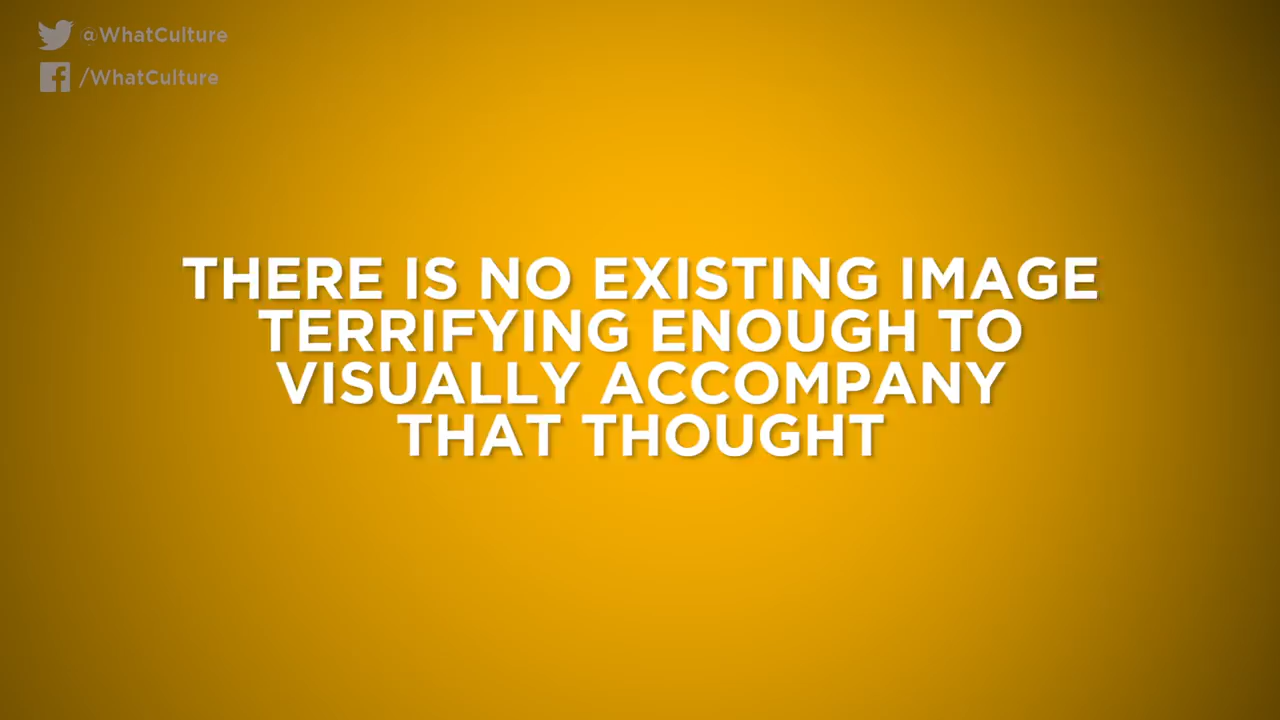 @WhatCulture
/WhatCulture
THERE IS NO EXISTING IMAGE
TERRIFYING ENOUGH TO
VISUALLY ACCOMPANY
THAT THOUGHT